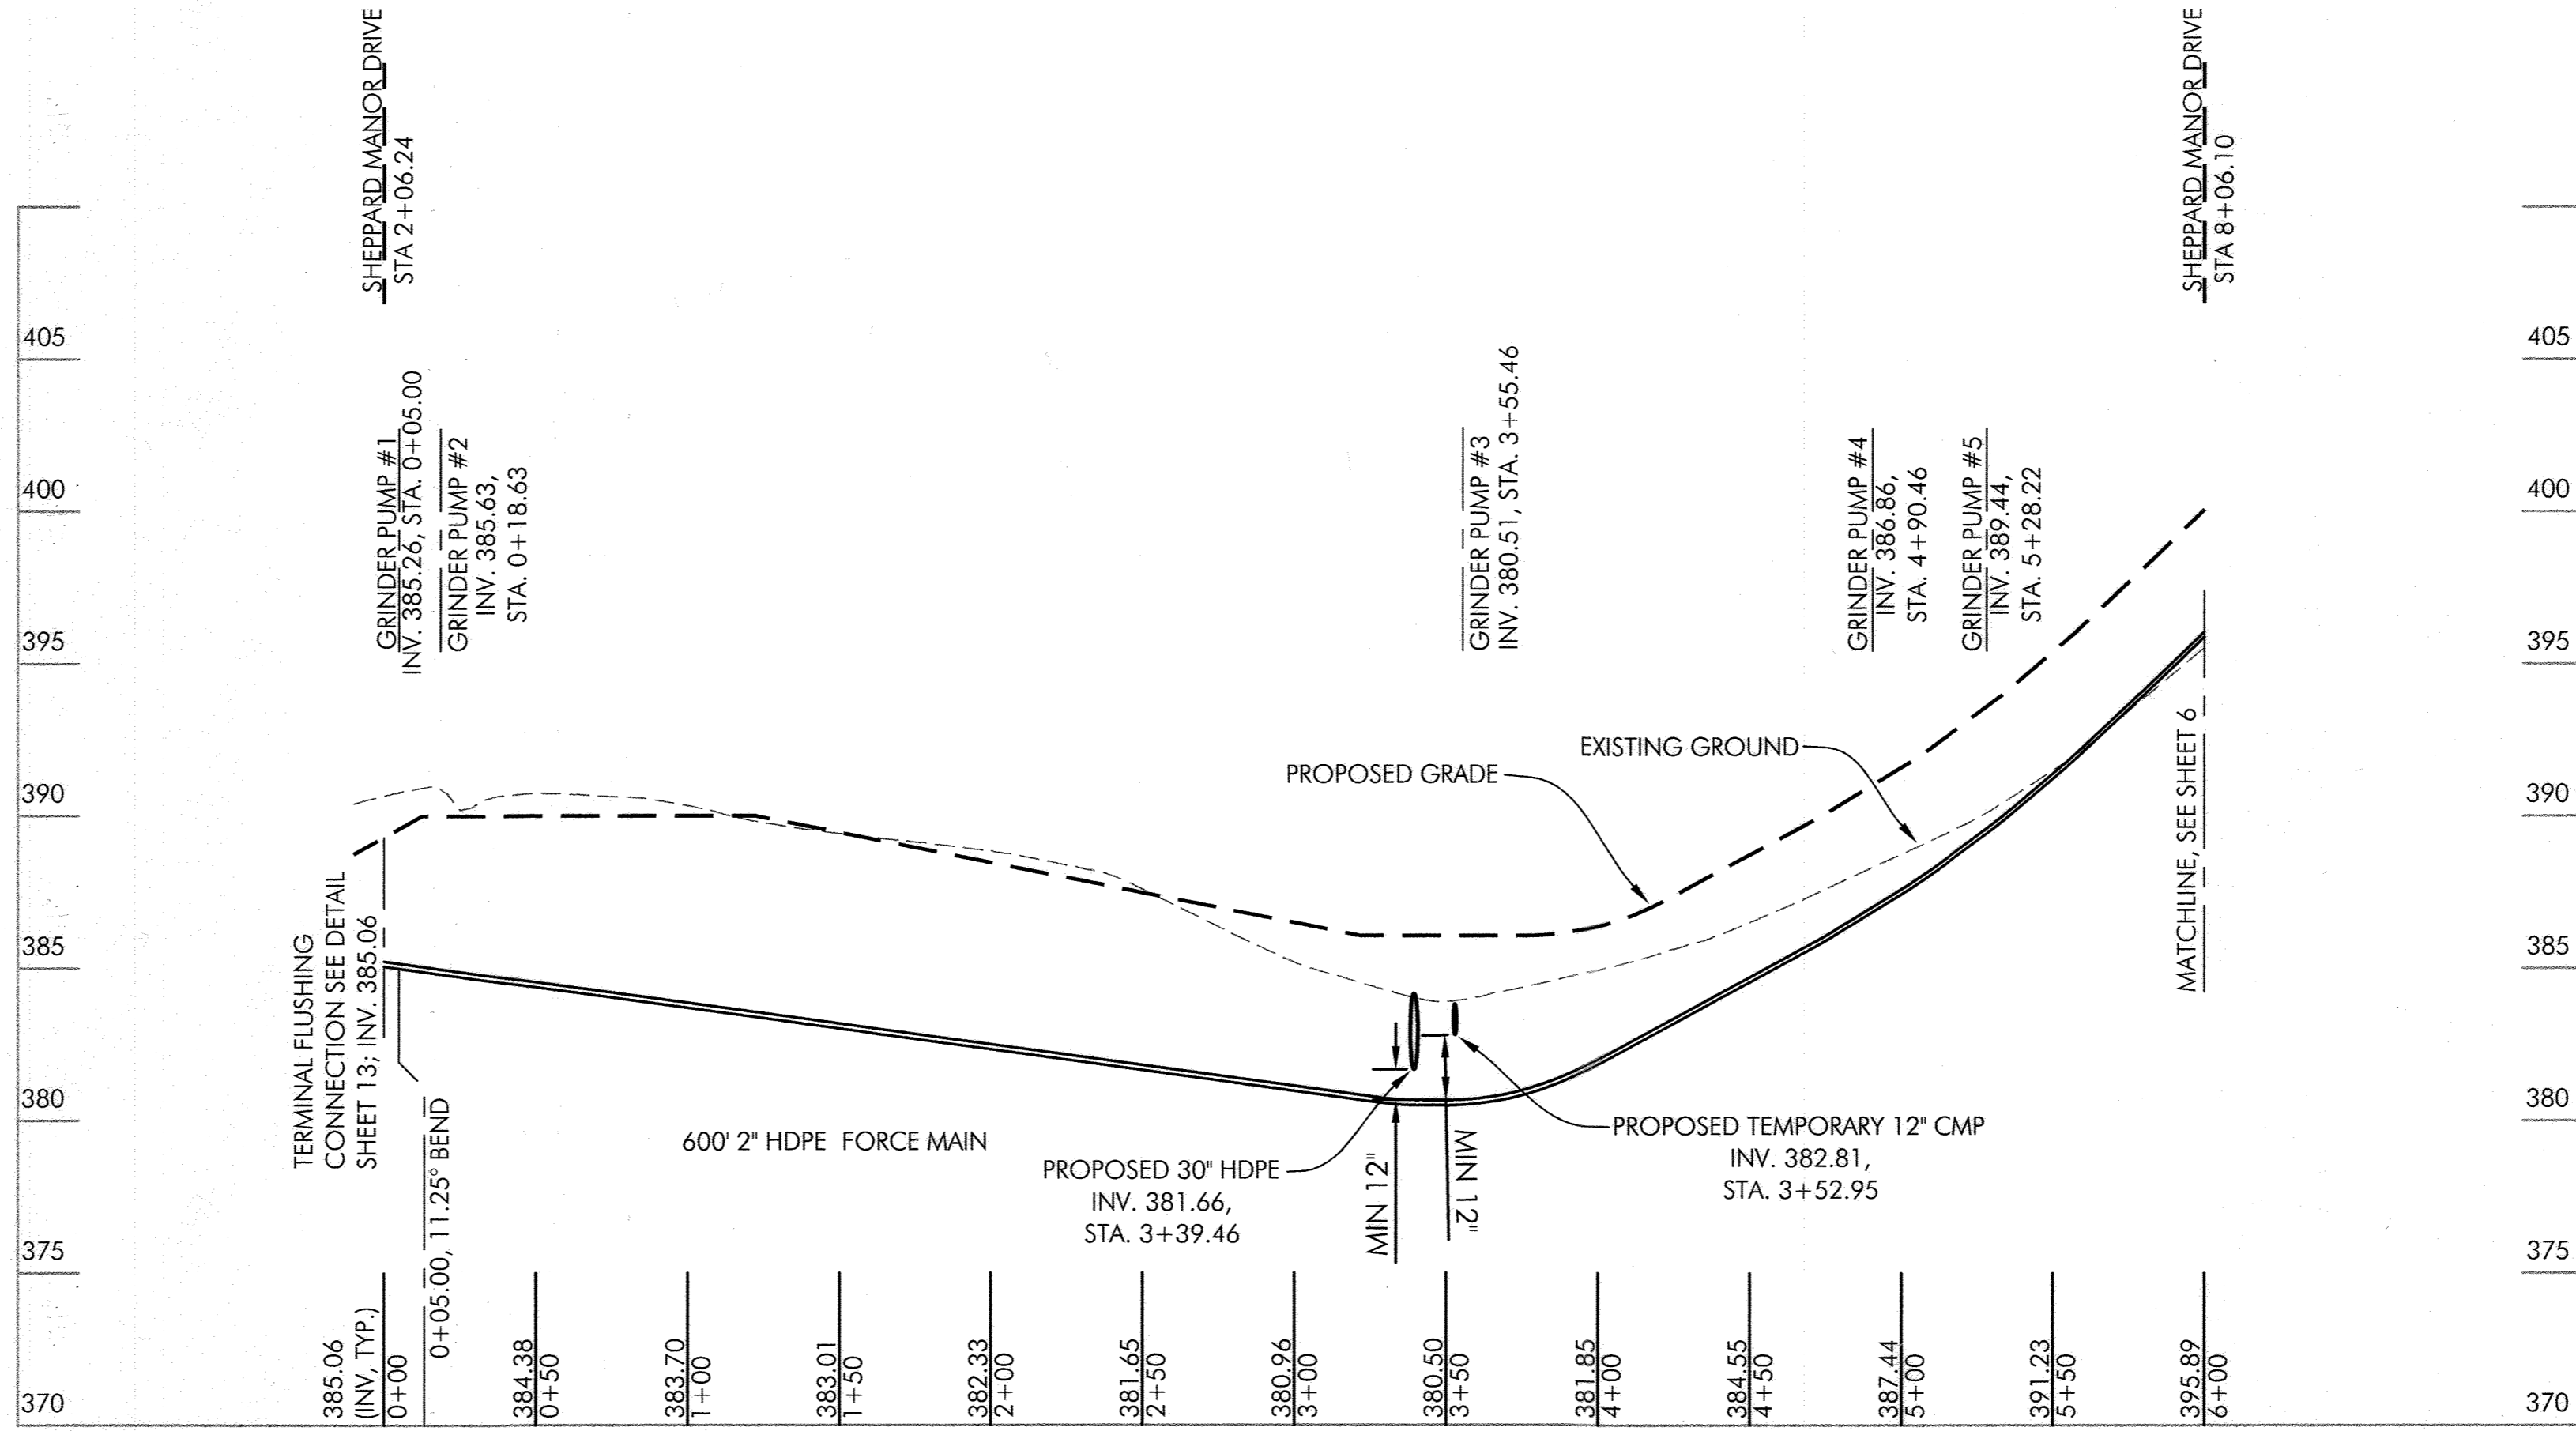 SHEPPARD MANOR DRIVE
STA 2+06.24
SHEPPARD MANOR DRIVE
STA 8+06.10
405
405
400
400
395
395
390
390
385
385
380
380
375
375
370
370
GRINDER PUMP #1
INV. 385.26, STA. 0+05.00
GRINDER PUMP #2
INV. 385.63,
STA. 0+18.63
GRINDER PUMP #3
INV. 380.51, STA. 3+55.46
GRINDER PUMP #4
INV. 386.86,
STA. 4+90.46
GRINDER PUMP #5
INV. 389.44,
STA. 5+28.22
EXISTING GROUND
PROPOSED GRADE
MATCHLINE, SEE SHEET 6
TERMINAL FLUSHING
CONNECTION SEE DETAIL
SHEET 13; INV. 385.06
0+05.00, 11.25° BEND
600' 2" HDPE FORCE MAIN
PROPOSED 30" HDPE
INV. 381.66,
STA. 3+39.46
MIN 12"
MIN 12"
PROPOSED TEMPORARY 12" CMP
INV. 382.81,
STA. 3+52.95
385.06
(INV, TYP.)
0+00
384.38
0+50
383.70
1+00
383.01
1+50
382.33
2+00
381.65
2+50
380.96
3+00
380.50
3+50
381.85
4+00
384.55
4+50
387.44
5+00
391.23
5+50
395.89
6+00